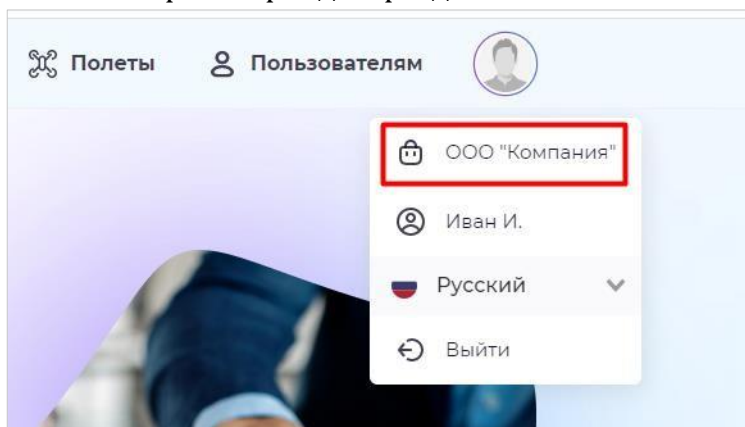 Полеты
Пользователям
ООО "Компания"
Иван И.
Русский
Выйти